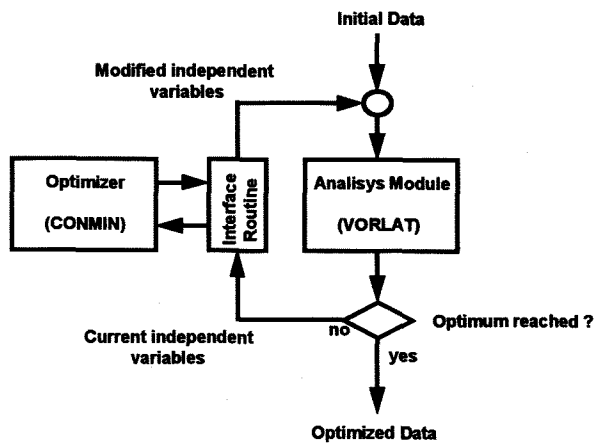 Initial Data
Modified independent
variables
Optimizer
(CONMIN)
Interface
Routine
Analisys Module
(VORLAT)
Optimum reached ?
no
yes
Current independent
variables
Optimized Data